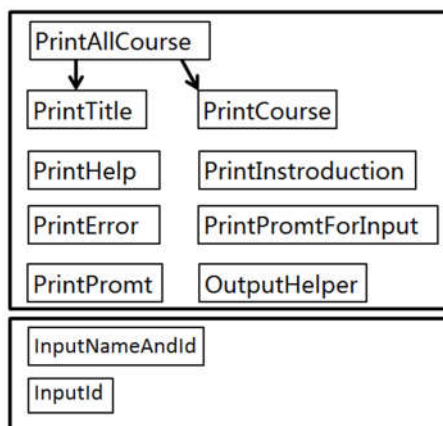 PrintAllCourse
PrintTitle PrintCourse
PrintHelp PrintInstroduction
PrintError PrintPromtForInput
PrintPromt OutputHelper
InputNameAndId
InputId